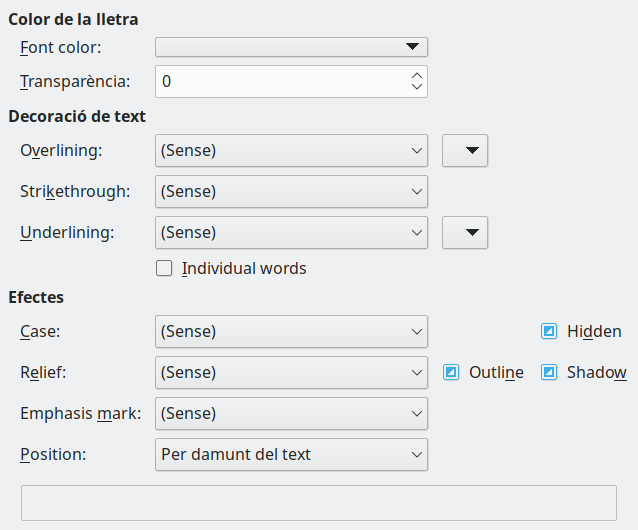 Color de la lletra
Font color:
Transparència: 0
Decoració de text
Overlining: (Sense)
Strikethrough: (Sense)
Underlining: (Sense)
Individual words
Efectes
Case: (Sense) Hidden
Relief: (Sense) Outline Shadow
Emphasis mark: (Sense)
Position: Per damunt del text